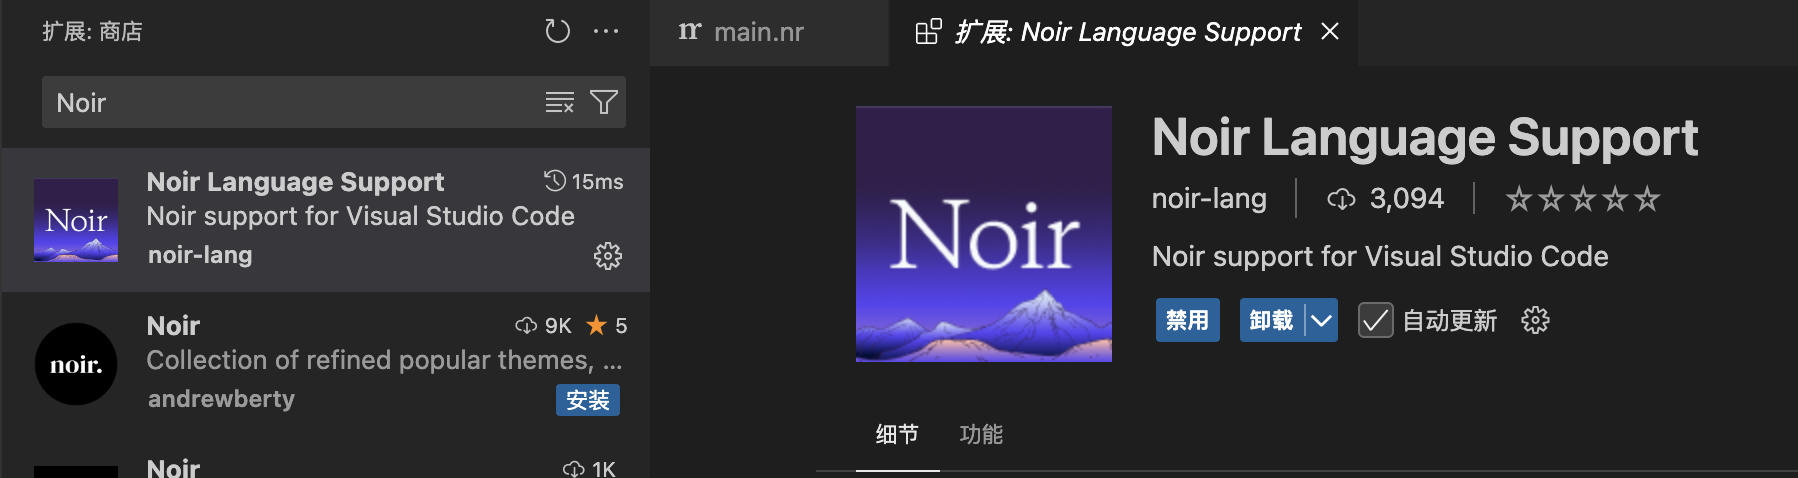 扩展: 商店
Noir
Noir
Noir Language Support
15ms
Noir support for Visual Studio Code
noir-lang
noir.
Noir
9K
5
Collection of refined popular themes, ...
andrewberty
安装
Noir
1K
nr main.nr
扩展: Noir Language Support
Noir
Noir Language Support
noir-lang
3,094
Noir support for Visual Studio Code
禁用
卸载
自动更新
细节
功能